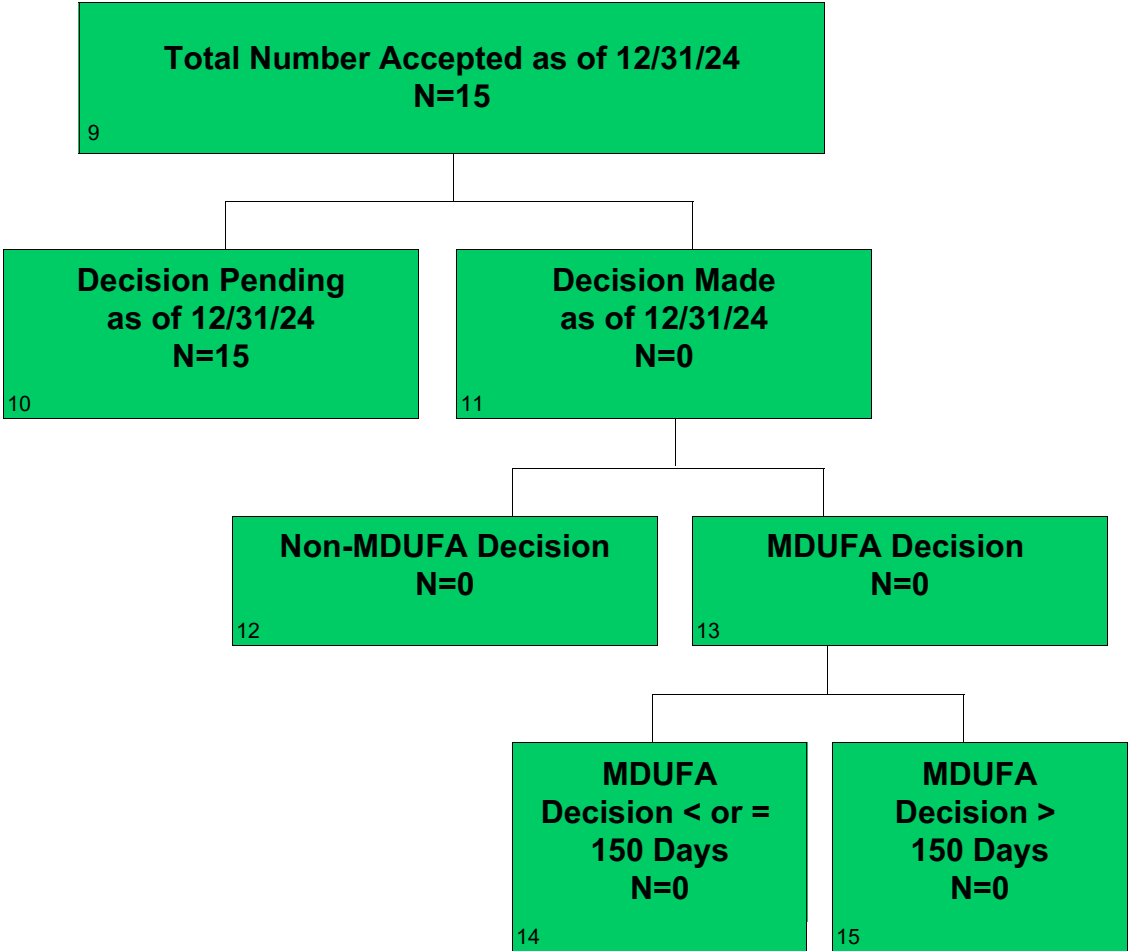 Total Number Accepted as of 12/31/24
N=15
9
Decision Pending
as of 12/31/24
N=15
10
Decision Made
as of 12/31/24
N=0
11
Non-MDUFA Decision
N=0
12
MDUFA Decision
N=0
13
MDUFA
Decision < or =
150 Days
N=0
14
MDUFA
Decision >
150 Days
N=0
15